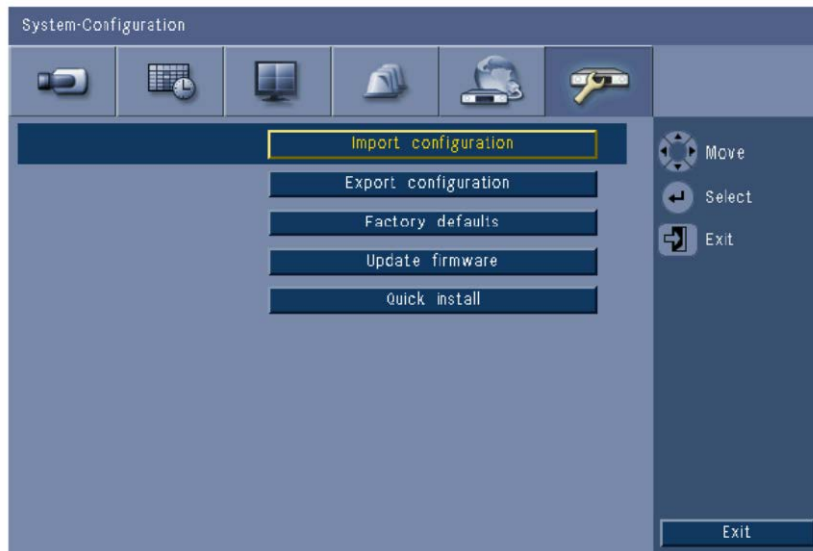 System-Configuration
Import configuration
Export configuration
Factory defaults
Update firmware
Quick install
Move
Select
Exit
Exit